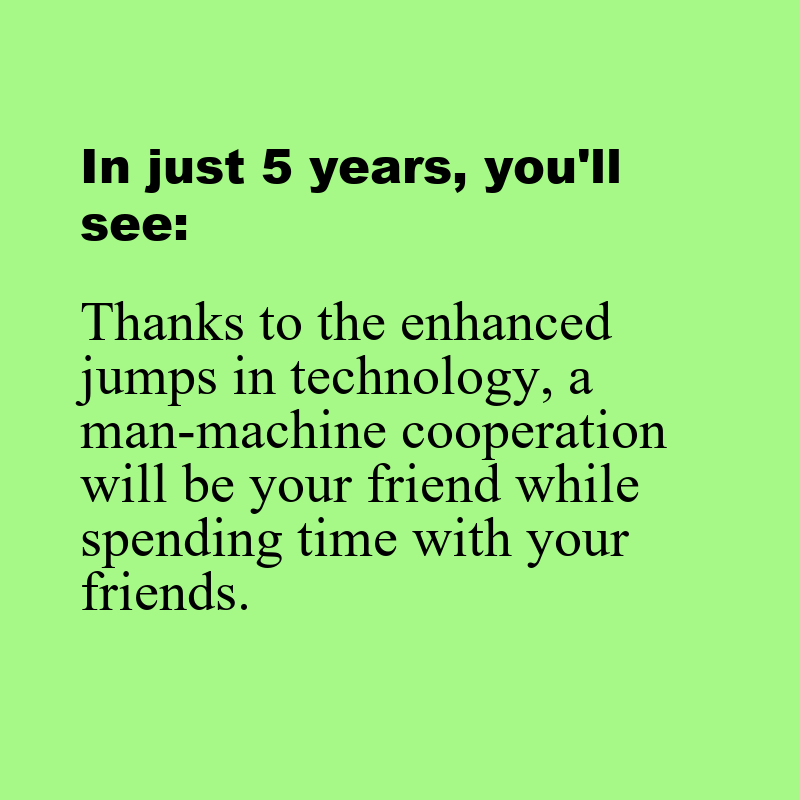 In just 5 years, you'll
see:
Thanks to the enhanced
jumps in technology, a
man-machine cooperation
will be your friend while
spending time with your
friends.